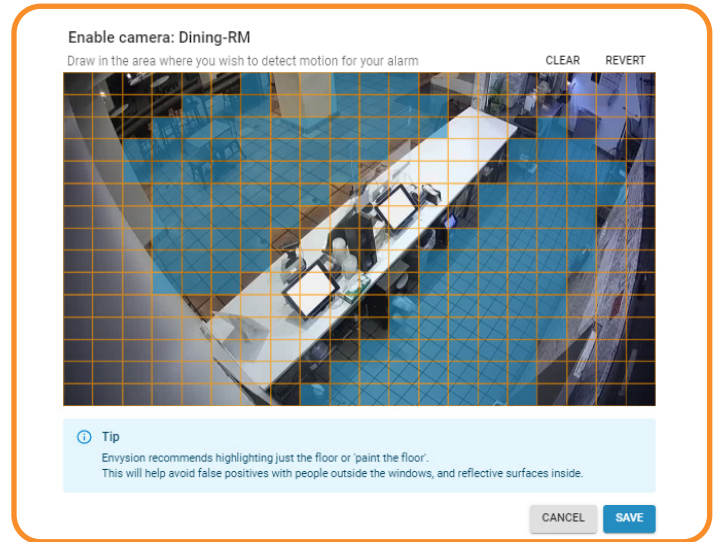 Enable camera: Dining-RM
Draw in the area where you wish to detect motion for your alarm
CLEAR REVERT
Tip
Envysion recommends highlighting just the floor or 'paint the floor'.
This will help avoid false positives with people outside the windows, and reflective surfaces inside.
CANCEL SAVE